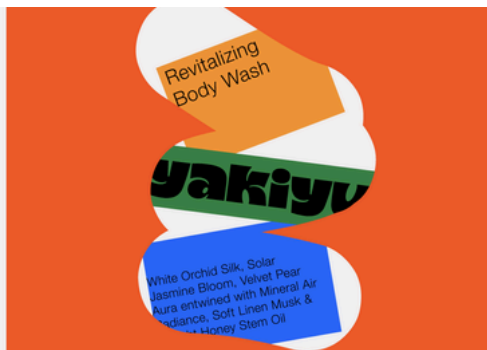 Revitalizing
Body Wash
yakiyu
White Orchid Silk, Solar
Jasmine Bloom, Velvet Pear
Aura entwined with Mineral Air
Radiance, Soft Linen Musk &
Honey Stem Oil